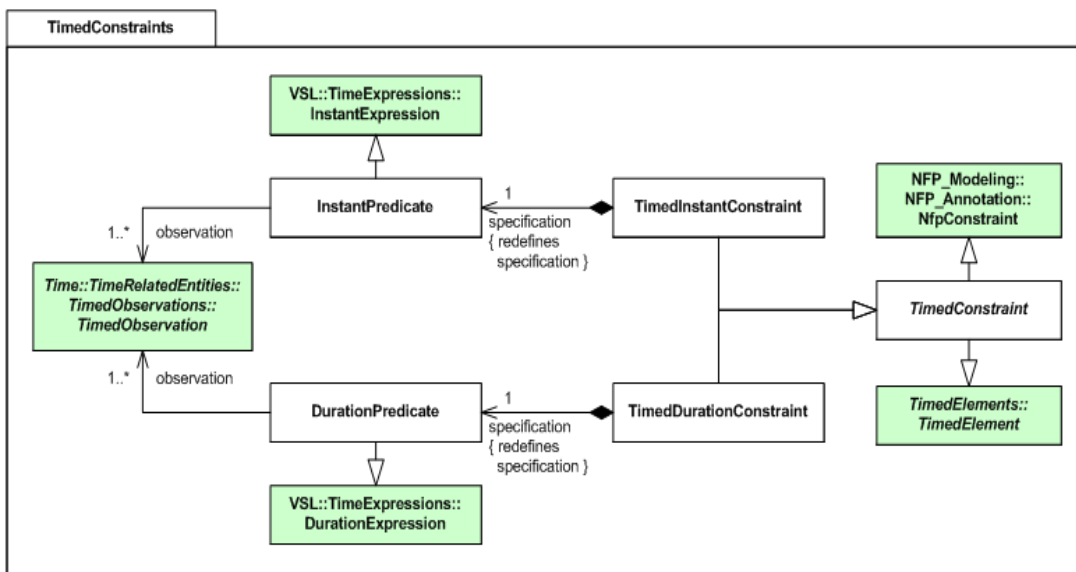 TimedConstraints
VSL::TimeExpressions::
InstantExpression
NFP_Modeling::
NFP_Annotation::
NfpConstraint
InstantPredicate
1
specification
{ redefines
specification }
TimedInstantConstraint
1..* observation
Time::TimeRelatedEntities::
TimedObservations::
TimedObservation
TimedConstraint
1..* observation
DurationPredicate
1
specification
{ redefines
specification }
TimedDurationConstraint
TimedElements::
TimedElement
VSL::TimeExpressions::
DurationExpression